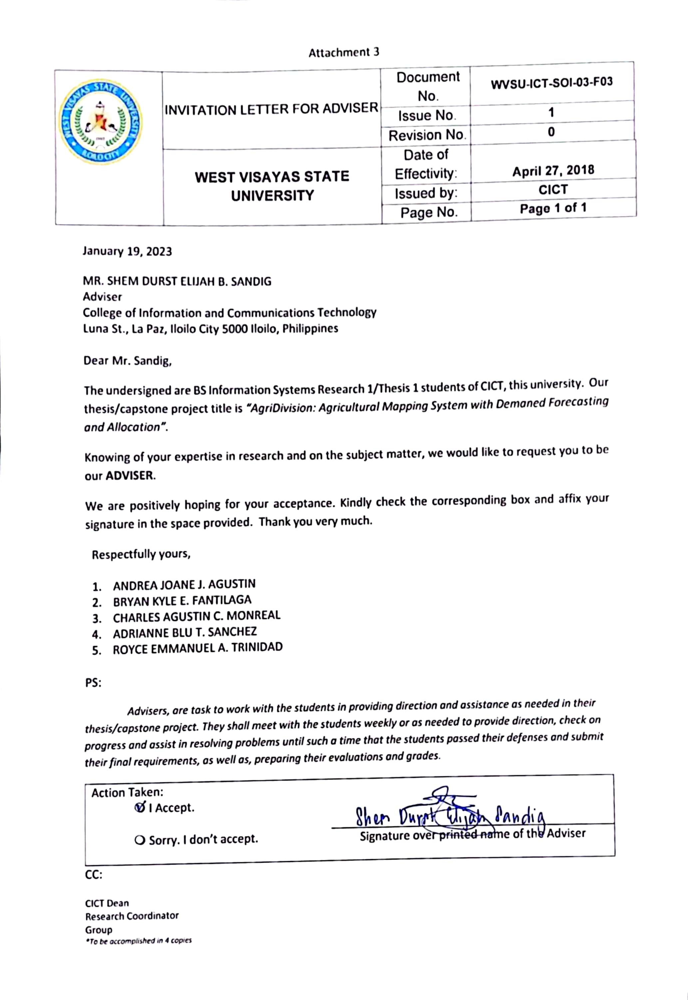 Attachment 3
WEST VISAYAS STATE UNIVERSITY
ILOILO CITY
INVITATION LETTER FOR ADVISER
Document
No.
WVSU-ICT-SOI-03-F03
Issue No.
1
Revision No.
0
WEST VISAYAS STATE
UNIVERSITY
Date of
Effectivity:
April 27, 2018
Issued by:
CICT
Page No.
Page 1 of 1
January 19, 2023
MR. SHEM DURST ELIJAH B. SANDIG
Adviser
College of Information and Communications Technology
Luna St., La Paz, Iloilo City 5000 Iloilo, Philippines
Dear Mr. Sandig,
The undersigned are BS Information Systems Research 1/Thesis 1 students of CICT, this university. Our
thesis/capstone project title is "AgriDivision: Agricultural Mapping System with Demaned Forecasting
and Allocation".
Knowing of your expertise in research and on the subject matter, we would like to request you to be
our ADVISER.
We are positively hoping for your acceptance. Kindly check the corresponding box and affix your
signature in the space provided. Thank you very much.
Respectfully yours,
1. ANDREA JOANE J. AGUSTIN
2. BRYAN KYLE E. FANTILAGA
3. CHARLES AGUSTIN C. MONREAL
4. ADRIANNE BLU T. SANCHEZ
5. ROYCE EMMANUEL A. TRINIDAD
PS:
Advisers, are task to work with the students in providing direction and assistance as needed in their
thesis/capstone project. They shall meet with the students weekly or as needed to provide direction, check on
progress and assist in resolving problems until such a time that the students passed their defenses and submit
their final requirements, as well as, preparing their evaluations and grades.
Action Taken:
I Accept.
Shem Durst Elijah Sandig
Signature over printed name of the Adviser
Sorry. I don't accept.
CC:
CICT Dean
Research Coordinator
Group
*To be accomplished in 4 copies